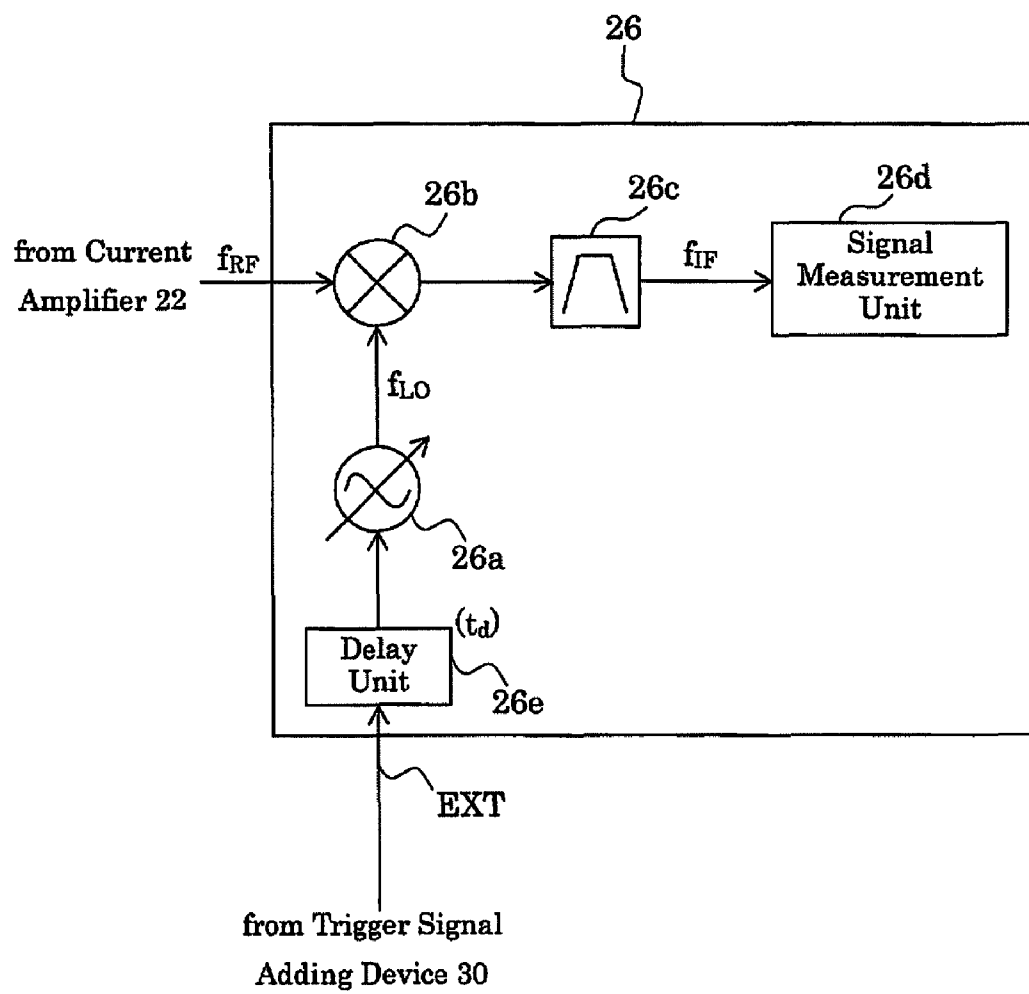 26
26b
26c
26d
from Current
Amplifier 22
fRF
fIF
Signal
Measurement
Unit
fLO
26a
(td)
Delay
Unit
26e
EXT
from Trigger Signal
Adding Device 30